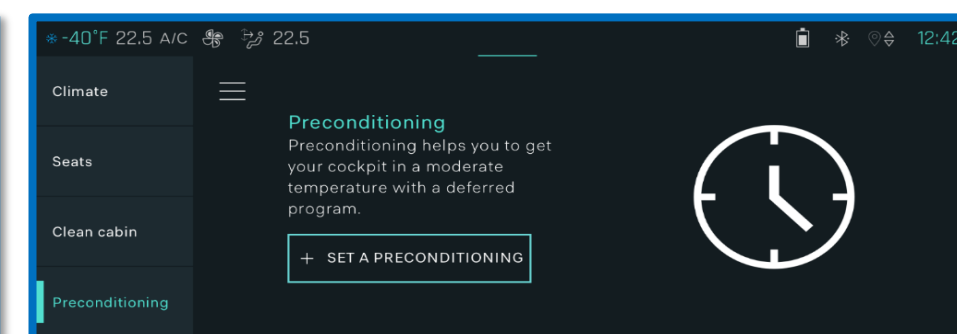 -40°F 22.5 A/C 22.5 12:42
Climate
Seats
Clean cabin
Preconditioning
Preconditioning
Preconditioning helps you to get
your cockpit in a moderate
temperature with a deferred
program.
+ SET A PRECONDITIONING